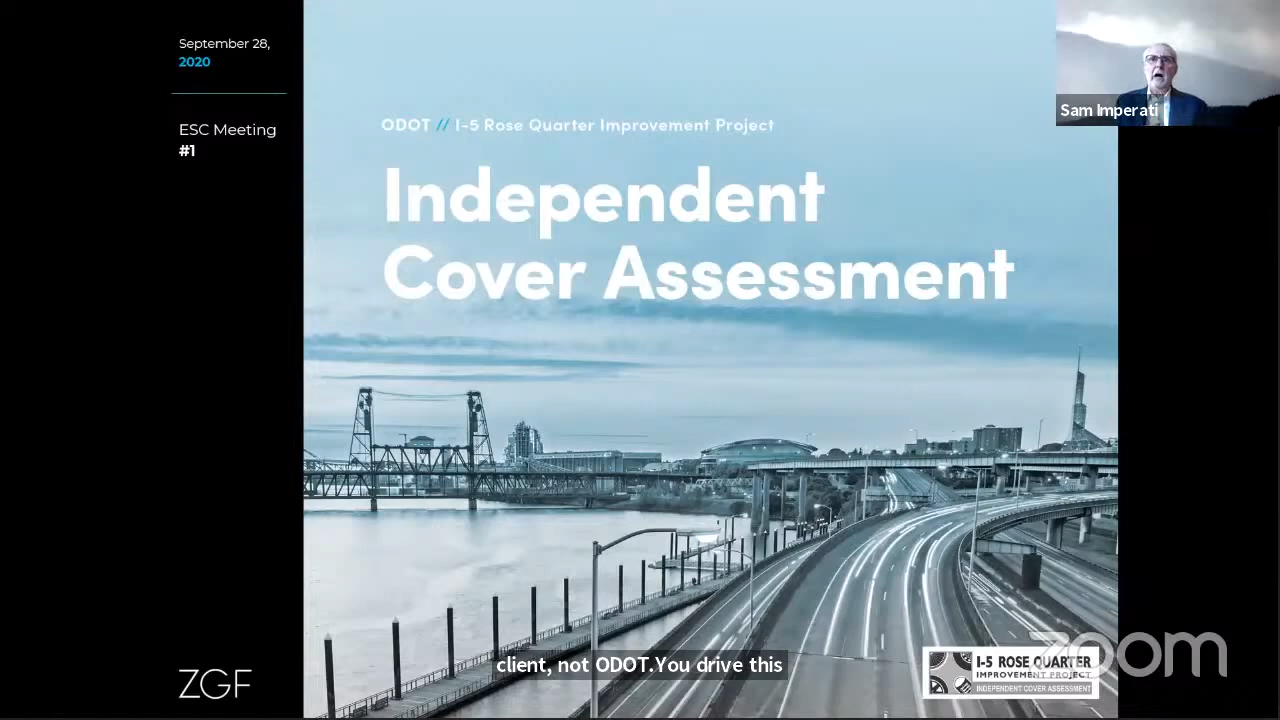 September 28,
2020
ESC Meeting
#1
ODOT // I-5 Rose Quarter Improvement Project
Independent
Cover Assessment
Sam Imperati
client, not ODOT.You drive this
ZGF
I-5 ROSE QUARTER
IMPROVEMENT PROJECT
INDEPENDENT COVER ASSESSMENT
zoom